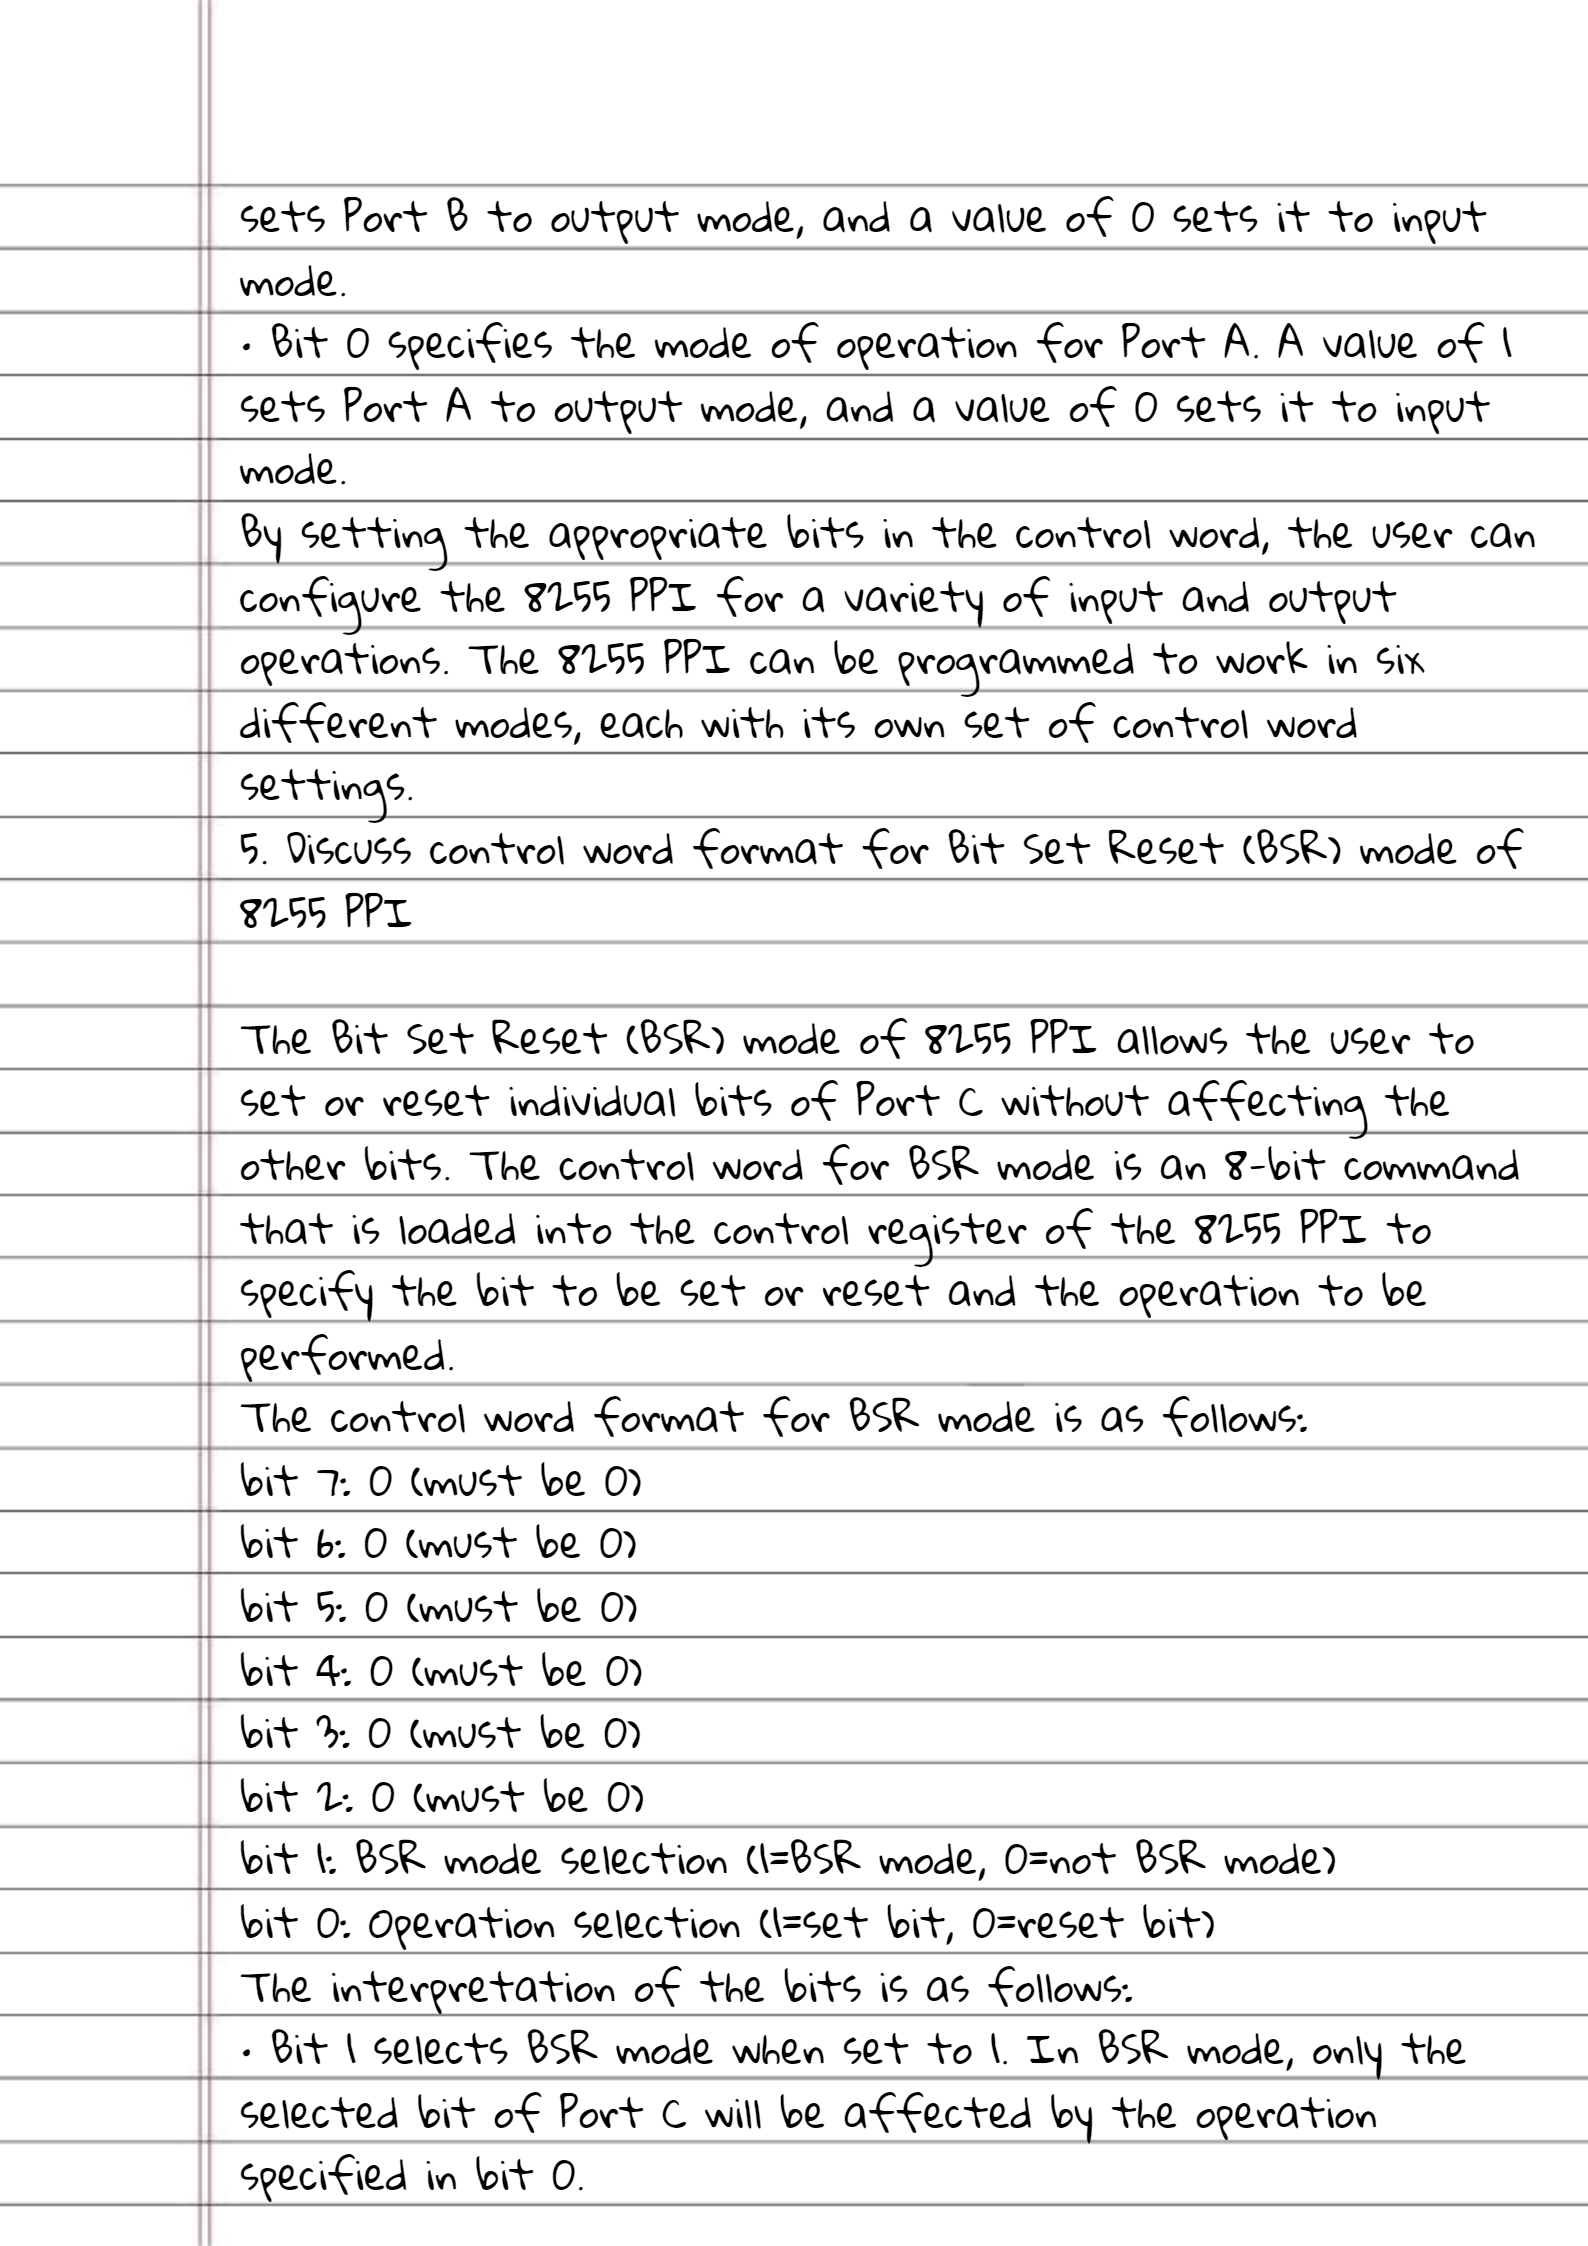 sets Port B to output mode, and a value of 0 sets it to input
mode.
• Bit 0 specifies the mode of operation for Port A. A value of 1
sets Port A to output mode, and a value of 0 sets it to input
mode.
By setting the appropriate bits in the control word, the user can
configure the 8255 PPI for a variety of input and output
operations. The 8255 PPI can be programmed to work in six
different modes, each with its own set of control word
settings.
5. Discuss control word format for Bit Set Reset (BSR) mode of
8255 PPI
The Bit Set Reset (BSR) mode of 8255 PPI allows the user to
set or reset individual bits of Port C without affecting the
other bits. The control word for BSR mode is an 8-bit command
that is loaded into the control register of the 8255 PPI to
specify the bit to be set or reset and the operation to be
performed.
The control word format for BSR mode is as follows:
bit 7: 0 (must be 0)
bit 6: 0 (must be 0)
bit 5: 0 (must be 0)
bit 4: 0 (must be 0)
bit 3: 0 (must be 0)
bit 2: 0 (must be 0)
bit 1: BSR mode selection (1=BSR mode, 0=not BSR mode)
bit 0: Operation selection (1=set bit, 0=reset bit)
The interpretation of the bits is as follows:
• Bit 1 selects BSR mode when set to 1. In BSR mode, only the
selected bit of Port C will be affected by the operation
specified in bit 0.